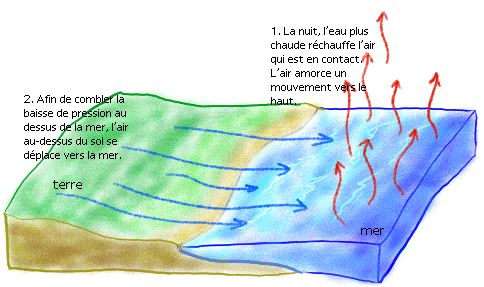 1. La nuit, l'eau plus
chaude réchauffe l'air
qui est en contact.
L'air amorce un
mouvement vers le
haut.
2. Afin de combler la
baisse de pression au
dessus de la mer, l'air
au-dessus du sol se
déplace vers la mer.
terre
mer